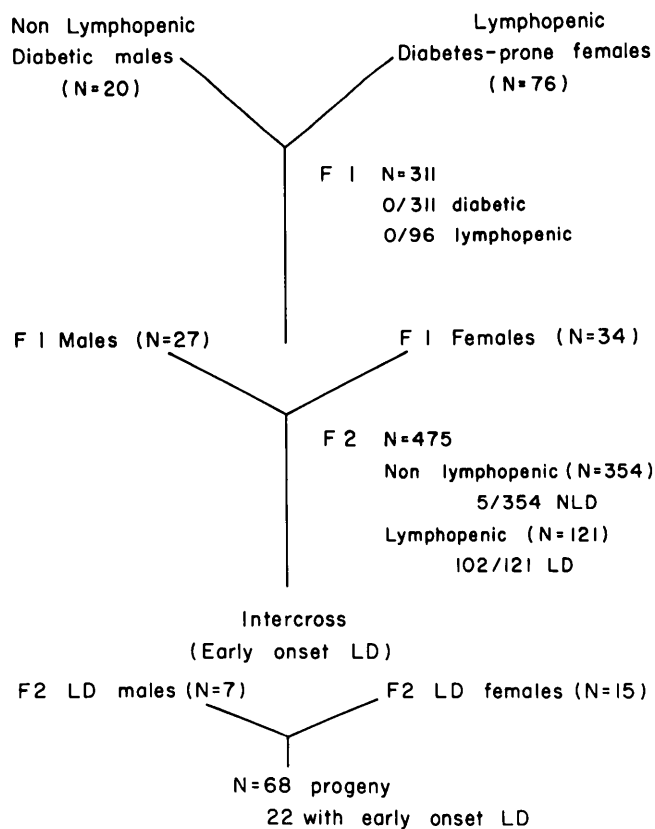 Non Lymphopenic
Diabetic males
(N=20)
Lymphopenic
Diabetes-prone females
(N=76)
F 1 N=311
0/311 diabetic
0/96 lymphopenic
F 1 Males (N=27)
F 1 Females (N=34)
F 2 N=475
Non lymphopenic (N=354)
5/354 NLD
Lymphopenic (N=121)
102/121 LD
Intercross
(Early onset LD)
F2 LD males (N=7)
F2 LD females (N=15)
N=68 progeny
22 with early onset LD